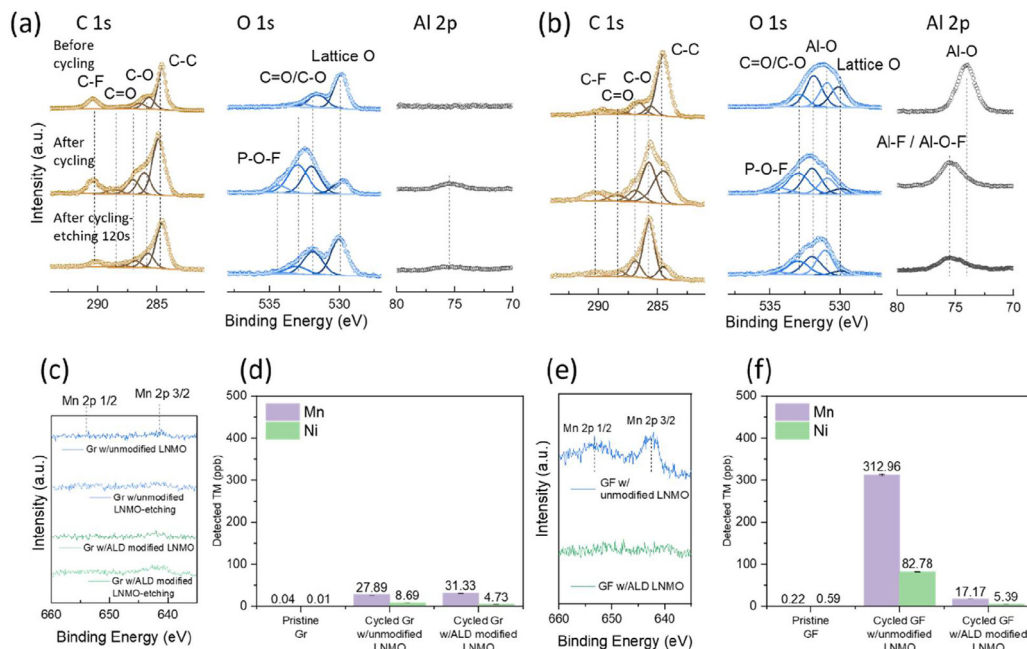 (a)
C 1s
O 1s
Al 2p
Before
cycling
C-F
C=O
C-O
C-C
C=O/C-O
Lattice O
After
cycling
P-O-F
After cycling-
etching 120s
Intensity (a.u.)
290
285
535
530
80
75
70
Binding Energy (eV)
(b)
C 1s
O 1s
Al 2p
C-F
C=O
C-O
C-C
C=O/C-O
Al-O
Lattice O
Al-O
P-O-F
Al-F / Al-O-F
Intensity (a.u.)
290
285
535
530
80
75
70
Binding Energy (eV)
(c)
Mn 2p 1/2
Mn 2p 3/2
Gr w/unmodified LNMO
Gr w/unmodified
LNMO-etching
Gr w/ALD modified LNMO
Gr w/ALD modified
LNMO-etching
Intensity (a.u.)
660
650
640
Binding Energy (eV)
(d)
Mn
Ni
Detected TM (ppb)
500
400
300
200
100
0
0.04
0.01
27.89
8.69
31.33
4.73
Pristine
Gr
Cycled Gr
w/unmodified
LNMO
Cycled Gr
w/ALD modified
LNMO
(e)
Mn 2p 1/2
Mn 2p 3/2
GF w/
unmodified LNMO
GF w/ALD LNMO
Intensity (a.u.)
660
650
640
Binding Energy (eV)
(f)
Mn
Ni
Detected TM (ppb)
500
400
300
200
100
0
0.22
0.59
312.96
82.78
17.17
5.39
Pristine
GF
Cycled GF
w/unmodified
LNMO
Cycled GF
w/ALD modified
LNMO